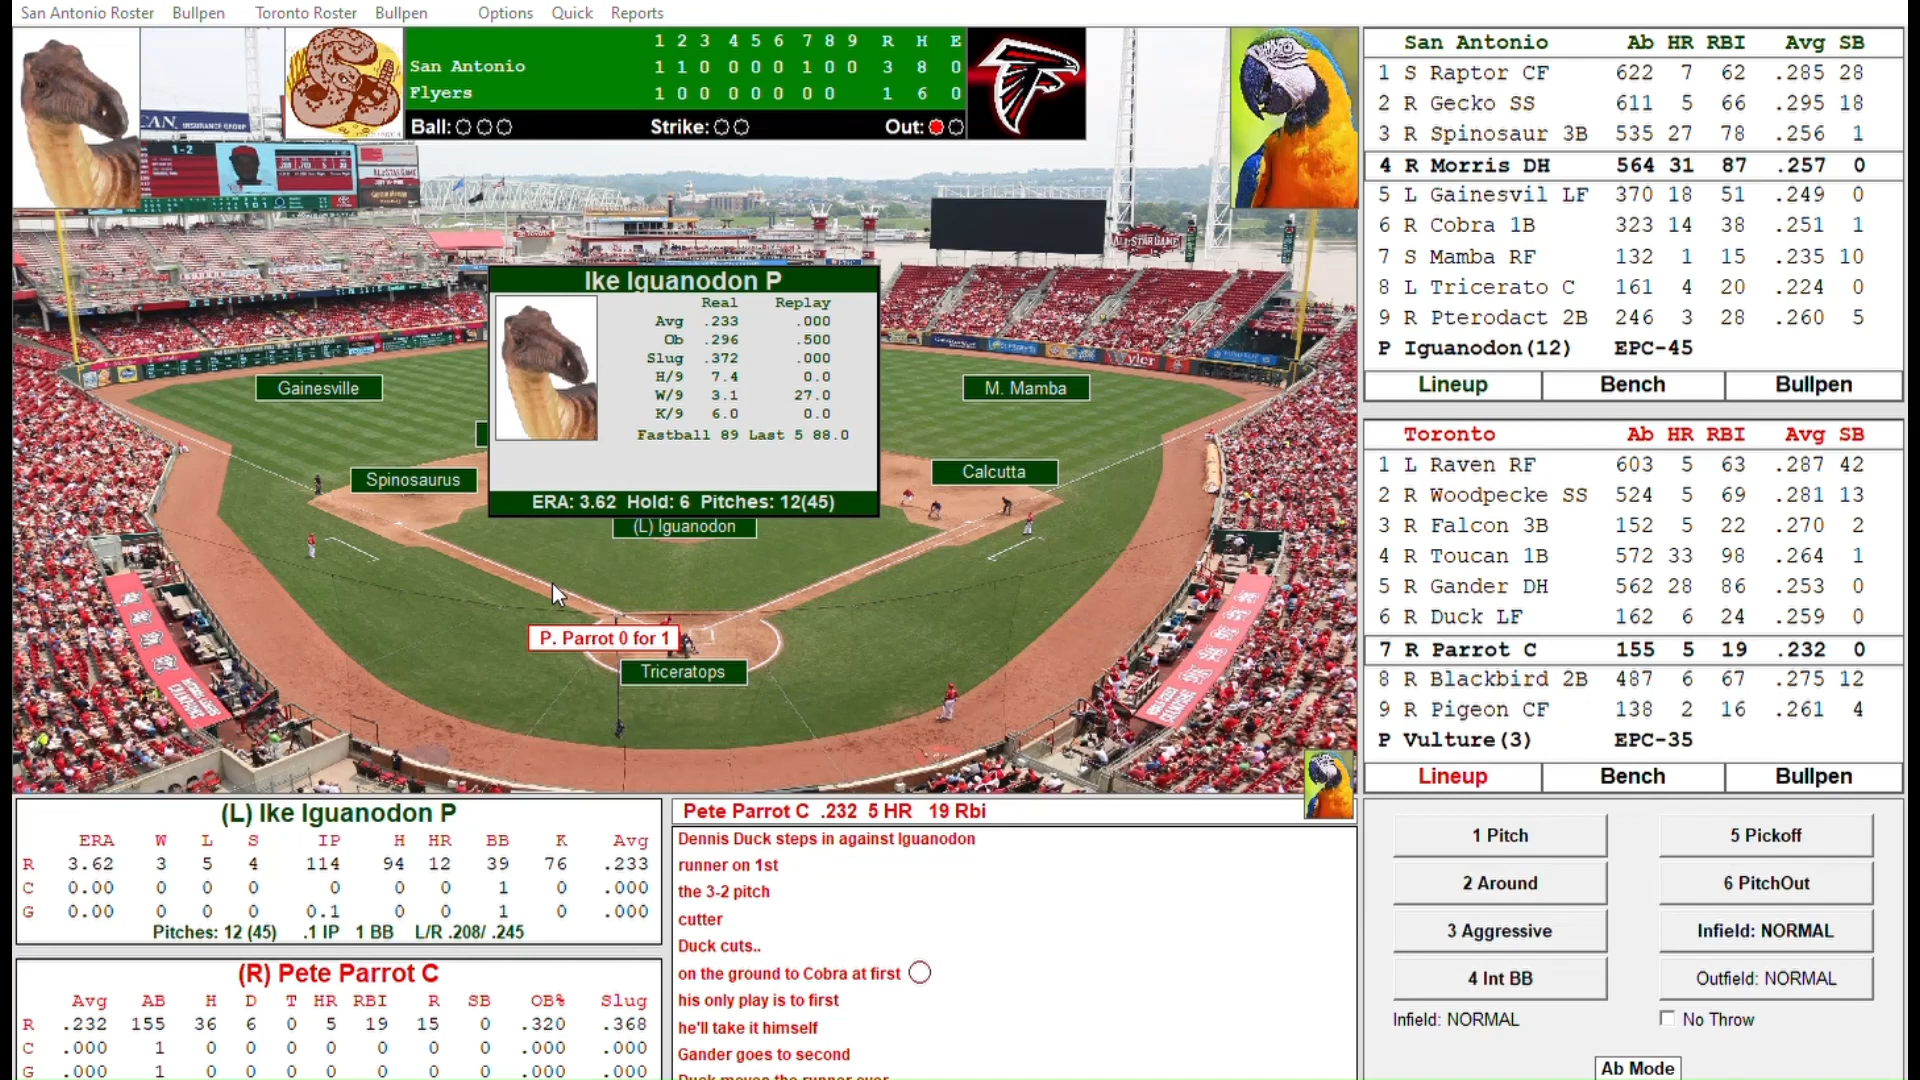 San Antonio Roster Bullpen Toronto Roster Bullpen Options Quick Reports
1 2 3 4 5 6 7 8 9 R H E
San Antonio 1 1 0 0 0 0 1 0 0 3 8 0
Flyers 1 0 0 0 0 0 0 0 1 6 0
Ball: Strike: Out:
CAN INSURANCE GROUP
1-2
ALL STAR GAME
Ike Iguanodon P
Real Replay
Avg .233 .000
Ob .296 .500
Slug .372 .000
H/9 7.4 0.0
W/9 3.1 27.0
K/9 6.0 0.0
Fastball 89 Last 5 88.0
ERA: 3.62 Hold: 6 Pitches: 12(45)
Gainesville
M. Mamba
Spinosaurus
Calcutta
(L) Iguanodon
P. Parrot 0 for 1
Triceratops
San Antonio Ab HR RBI Avg SB
1 S Raptor CF 622 7 62 .285 28
2 R Gecko SS 611 5 66 .295 18
3 R Spinosaur 3B 535 27 78 .256 1
4 R Morris DH 564 31 87 .257 0
5 L Gainesvil LF 370 18 51 .249 0
6 R Cobra 1B 323 14 38 .251 1
7 S Mamba RF 132 1 15 .235 10
8 L Tricerato C 161 4 20 .224 0
9 R Pterodact 2B 246 3 28 .260 5
P Iguanodon(12) EPC-45
Lineup Bench Bullpen
Toronto Ab HR RBI Avg SB
1 L Raven RF 603 5 63 .287 42
2 R Woodpecke SS 524 5 69 .281 13
3 R Falcon 3B 152 5 22 .270 2
4 R Toucan 1B 572 33 98 .264 1
5 R Gander DH 562 28 86 .253 0
6 R Duck LF 162 6 24 .259 0
7 R Parrot C 155 5 19 .232 0
8 R Blackbird 2B 487 6 67 .275 12
9 R Pigeon CF 138 2 16 .261 4
P Vulture(3) EPC-35
Lineup Bench Bullpen
(L) Ike Iguanodon P
ERA W L S IP H HR BB K Avg
R 3.62 3 5 4 114 94 12 39 76 .233
C 0.00 0 0 0 0 0 0 1 0 .000
G 0.00 0 0 0 0.1 0 0 1 0 .000
Pitches: 12 (45) .1 IP 1 BB L/R .208/ .245
(R) Pete Parrot C
Avg AB H D T HR RBI R SB OB% Slug
R .232 155 36 6 0 5 19 15 0 .320 .368
C .000 1 0 0 0 0 0 0 0 .000 .000
G .000 1 0 0 0 0 0 0 0 .000 .000
Pete Parrot C .232 5 HR 19 Rbi
Dennis Duck steps in against Iguanodon
runner on 1st
the 3-2 pitch
cutter
Duck cuts..
on the ground to Cobra at first
his only play is to first
he'll take it himself
Gander goes to second
Duck moves the runner over
1 Pitch 5 Pickoff
2 Around 6 PitchOut
3 Aggressive Infield: NORMAL
4 Int BB Outfield: NORMAL
Infield: NORMAL No Throw
Ab Mode